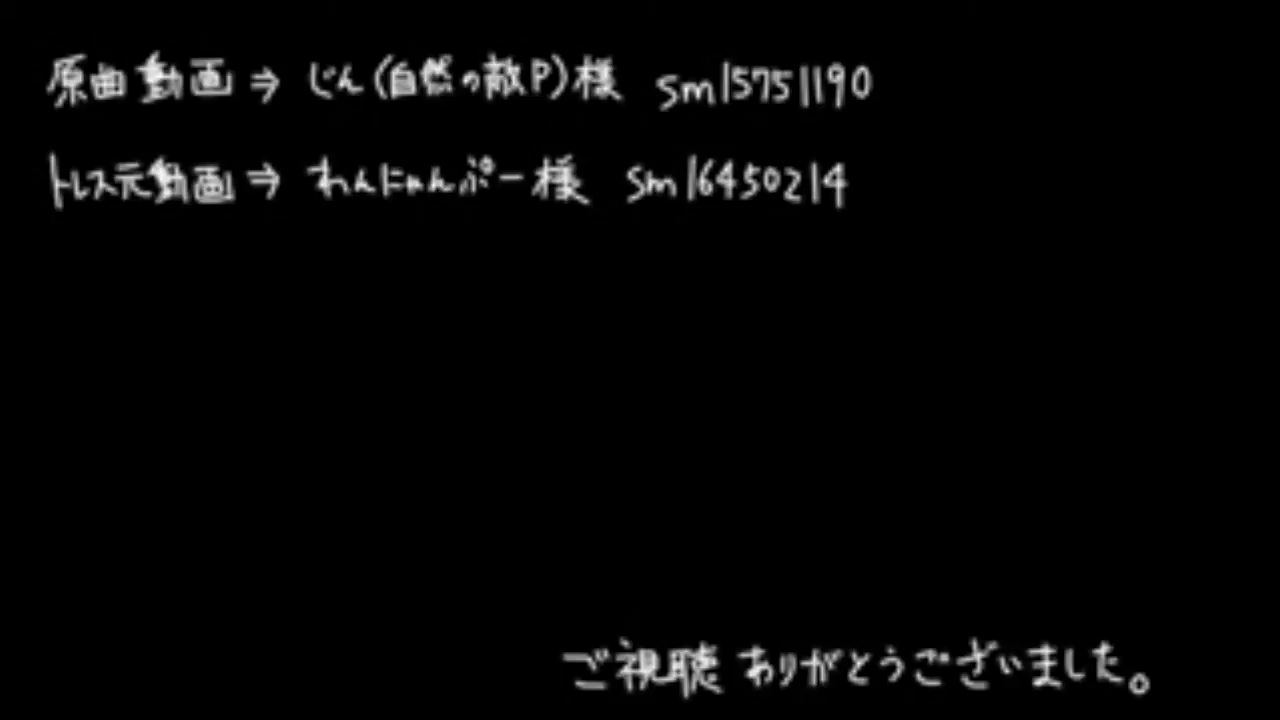 原曲動画⇒じん(自然の敵P)様 sm15751190
トレス元動画⇒わんにゃんぷー様 sm16450214
ご視聴ありがとうございました。